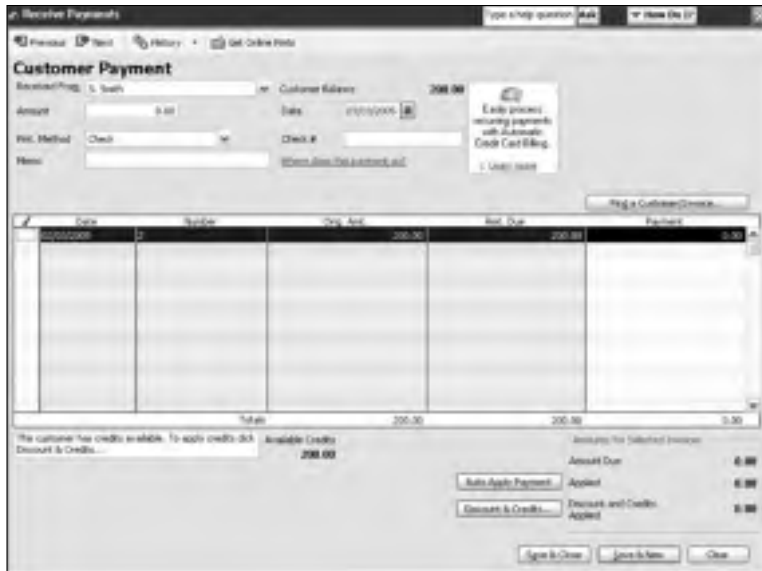 Receive Payments
Type a help question Ask
How Do I?
Previous Next History Get Online Pmts
Customer Payment
Received From S. Smith Customer Balance 200.00
Amount 0.00 Date
Pmt. Method Check Check #
Memo Where does this payment go?
Easily process
recurring payments
with Automatic
Credit Card Billing.
Find a Customer/Invoice...
Date Number Orig. Amt. Amt. Due Payment
2 200.00 200.00 0.00
Totals 200.00 200.00 0.00
The customer has credits available. To apply credits click
Discount & Credits...
Available Credits
200.00
Amounts for Selected Invoices
Amount Due 0.00
Auto Apply Payment Applied 0.00
Discount & Credits... Discount and Credits
Applied 0.00
Save & Close Save & New Clear